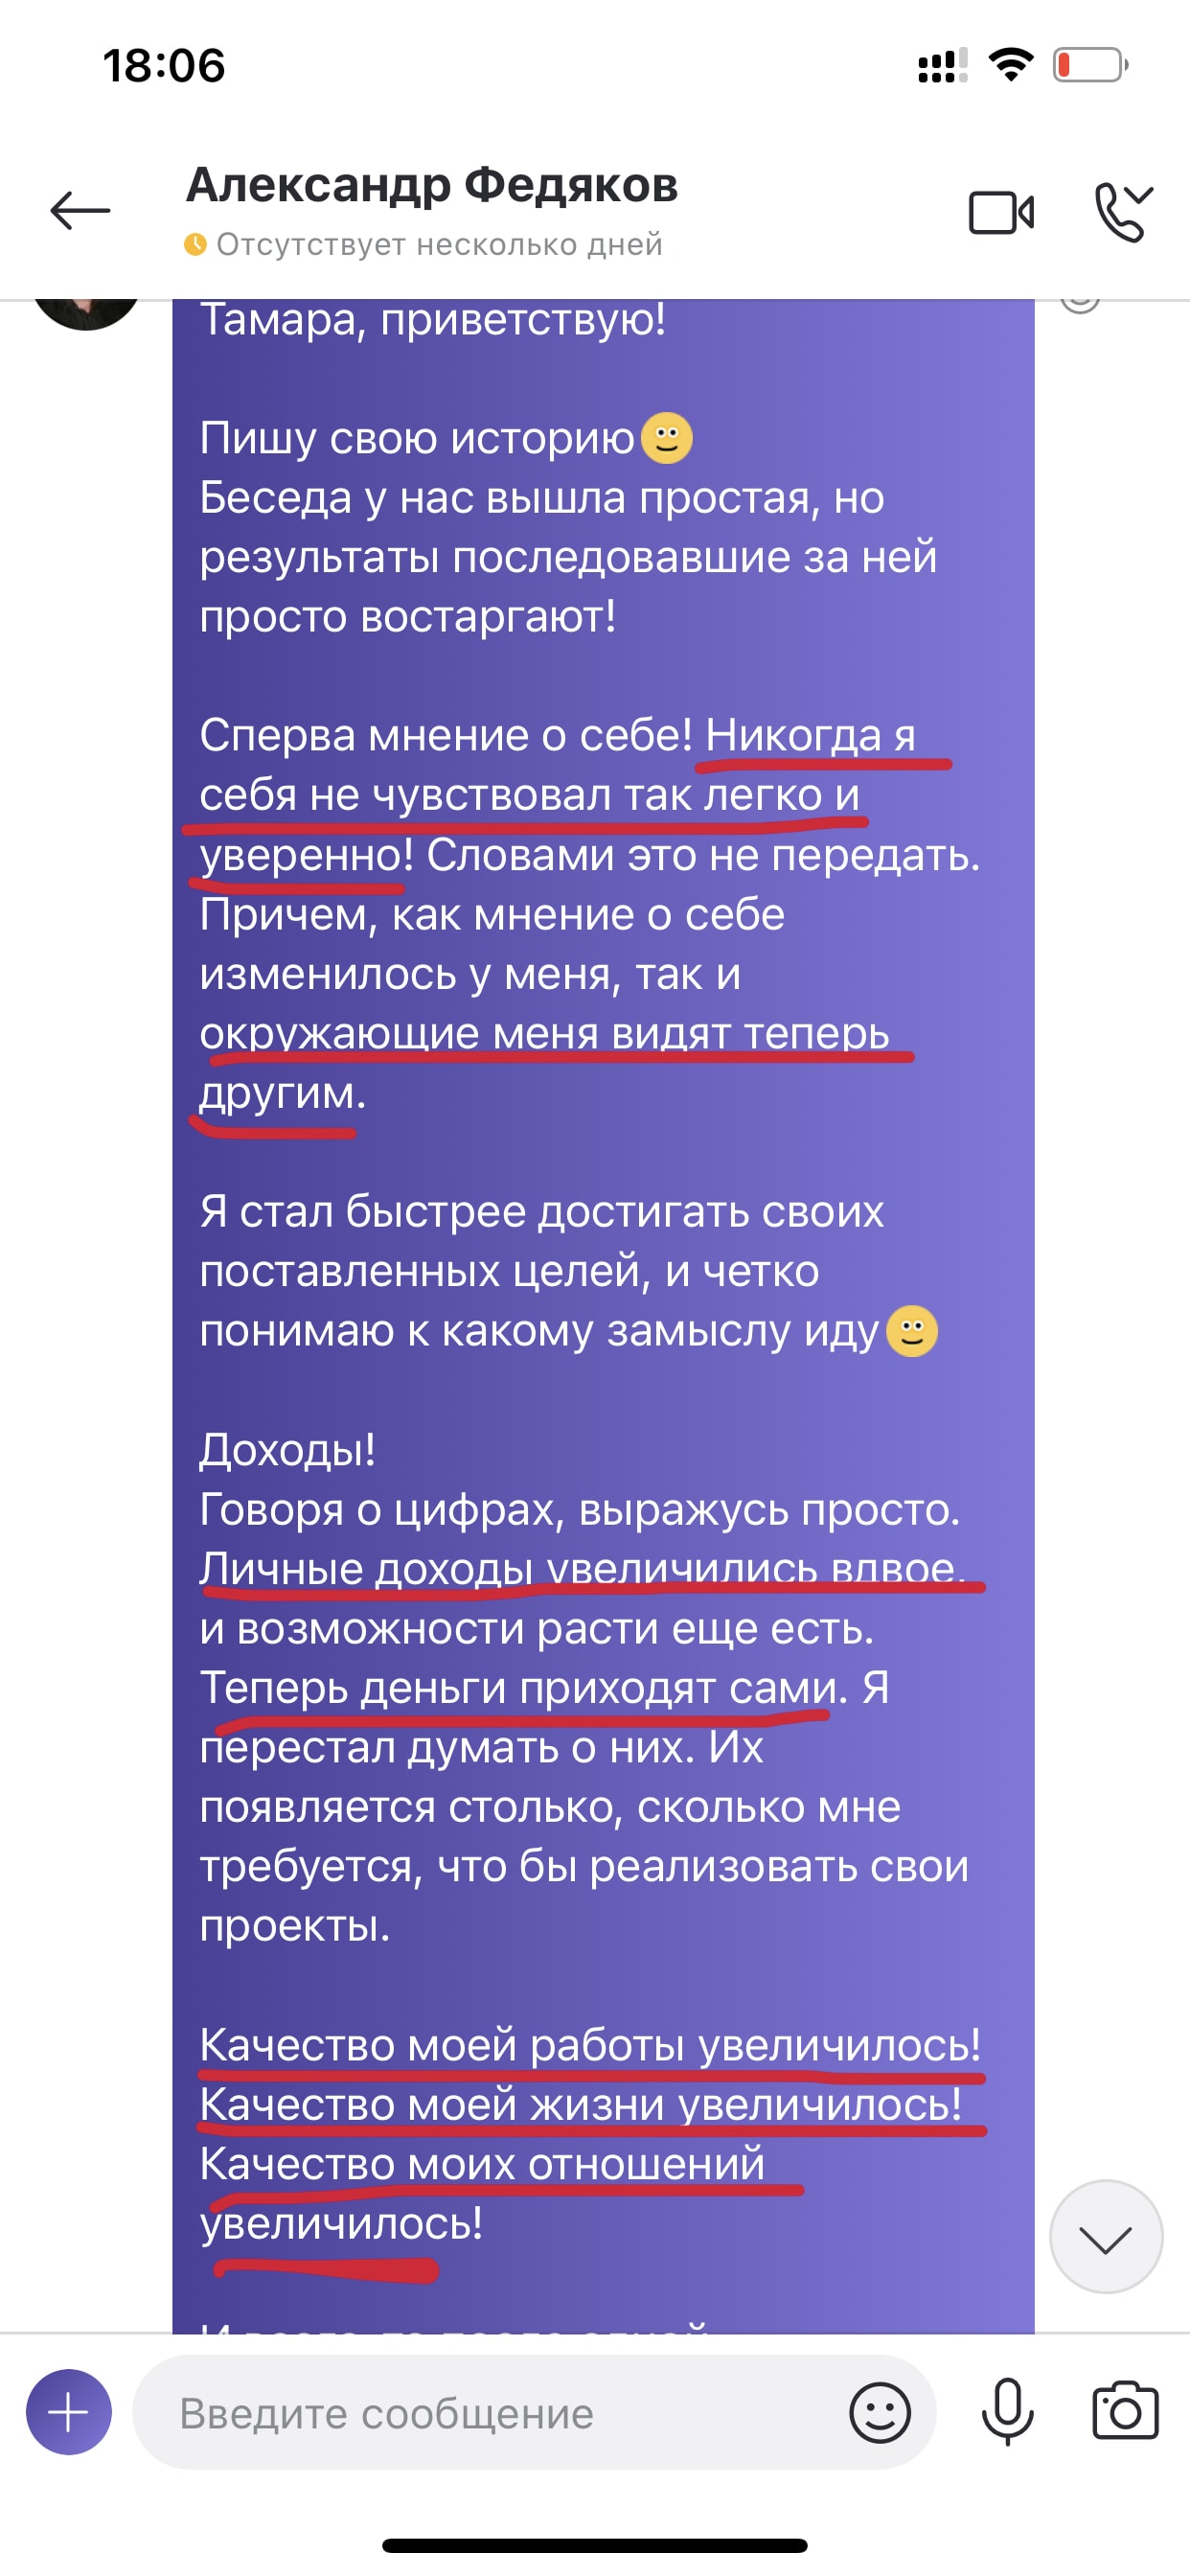 18:06
Александр Федяков
Отсутствует несколько дней
Тамара, приветствую!
Пишу свою историю
Беседа у нас вышла простая, но
результаты последовавшие за ней
просто востаргают!
Сперва мнение о себе! Никогда я
себя не чувствовал так легко и
уверенно! Словами это не передать.
Причем, как мнение о себе
изменилось у меня, так и
окружающие меня видят теперь
другим.
Я стал быстрее достигать своих
поставленных целей, и четко
понимаю к какому замыслу иду
Доходы!
Говоря о цифрах, выражусь просто.
Личные доходы увеличились вдвое,
и возможности расти еще есть.
Теперь деньги приходят сами. Я
перестал думать о них. Их
появляется столько, сколько мне
требуется, что бы реализовать свои
проекты.
Качество моей работы увеличилось!
Качество моей жизни увеличилось!
Качество моих отношений
увеличилось!
Введите сообщение